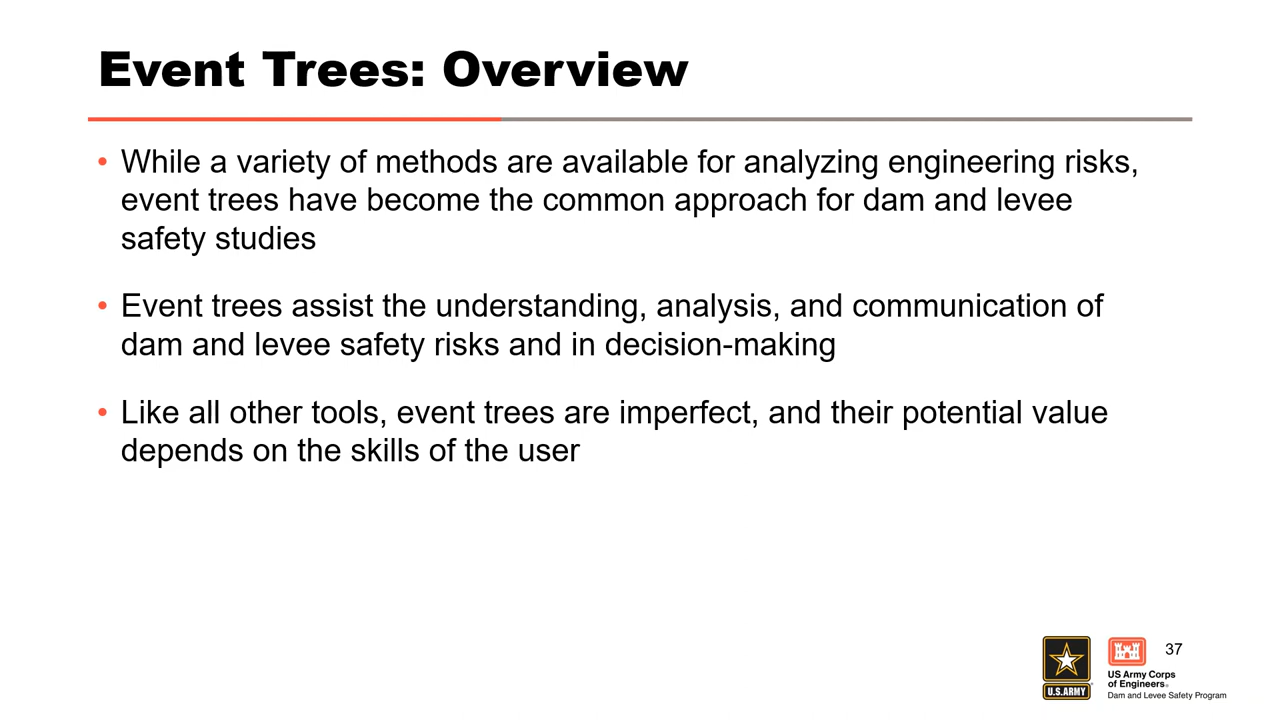 Event Trees: Overview
• While a variety of methods are available for analyzing engineering risks,
event trees have become the common approach for dam and levee
safety studies
• Event trees assist the understanding, analysis, and communication of
dam and levee safety risks and in decision-making
• Like all other tools, event trees are imperfect, and their potential value
depends on the skills of the user
37
U.S.ARMY
US Army Corps
of Engineers®
Dam and Levee Safety Program